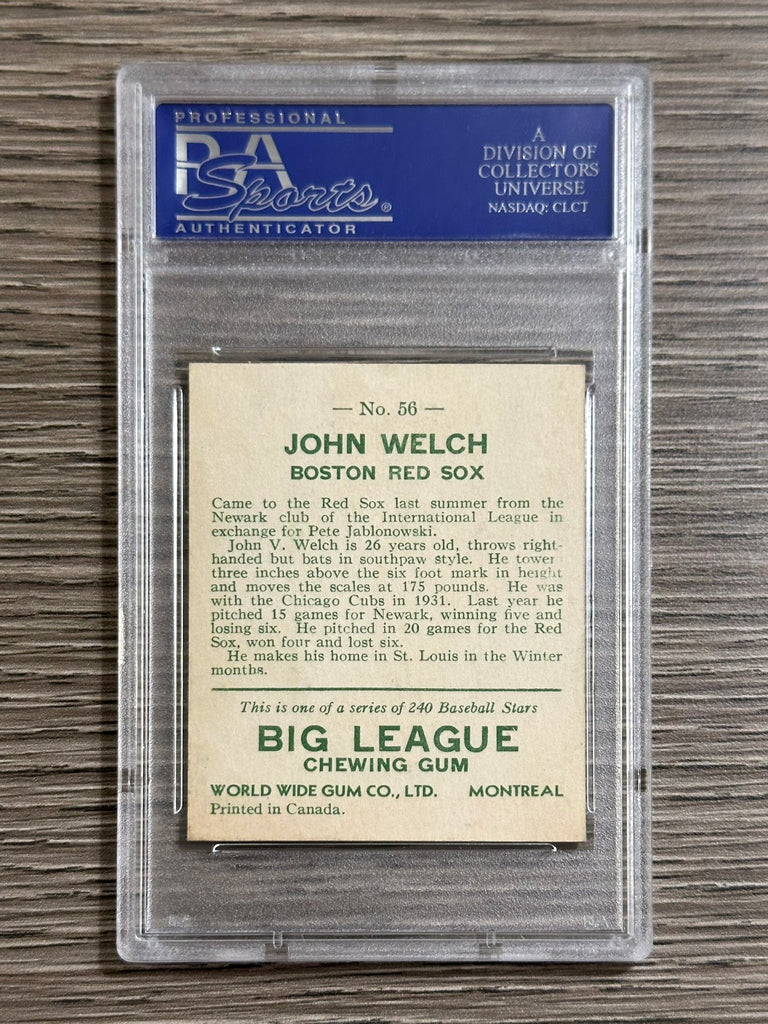 PROFESSIONAL
PSA
Sports®
AUTHENTICATOR
A
DIVISION OF
COLLECTORS
UNIVERSE
NASDAQ: CLCT
— No. 56 —
JOHN WELCH
BOSTON RED SOX
Came to the Red Sox last summer from the
Newark club of the International League in
exchange for Pete Jablonowski.
John V. Welch is 26 years old, throws right-
handed but bats in southpaw style. He tower
three inches above the six foot mark in height
and moves the scales at 175 pounds. He was
with the Chicago Cubs in 1931. Last year he
pitched 15 games for Newark, winning five and
losing six. He pitched in 20 games for the Red
Sox, won four and lost six.
He makes his home in St. Louis in the Winter
months.
This is one of a series of 240 Baseball Stars
BIG LEAGUE
CHEWING GUM
WORLD WIDE GUM CO., LTD. MONTREAL
Printed in Canada.